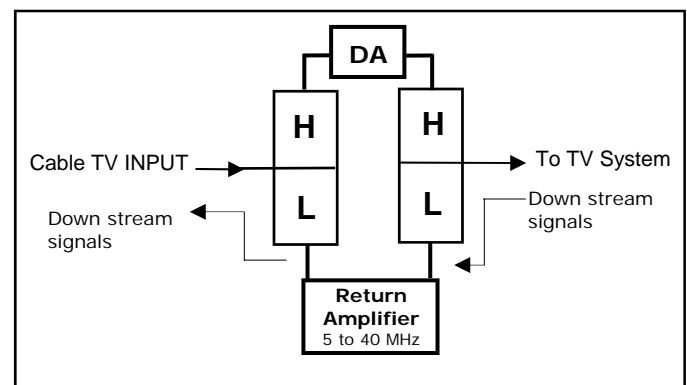 DA
H
H
Cable TV INPUT
To TV System
L
L
Down stream
signals
Down stream
signals
Return
Amplifier
5 to 40 MHz